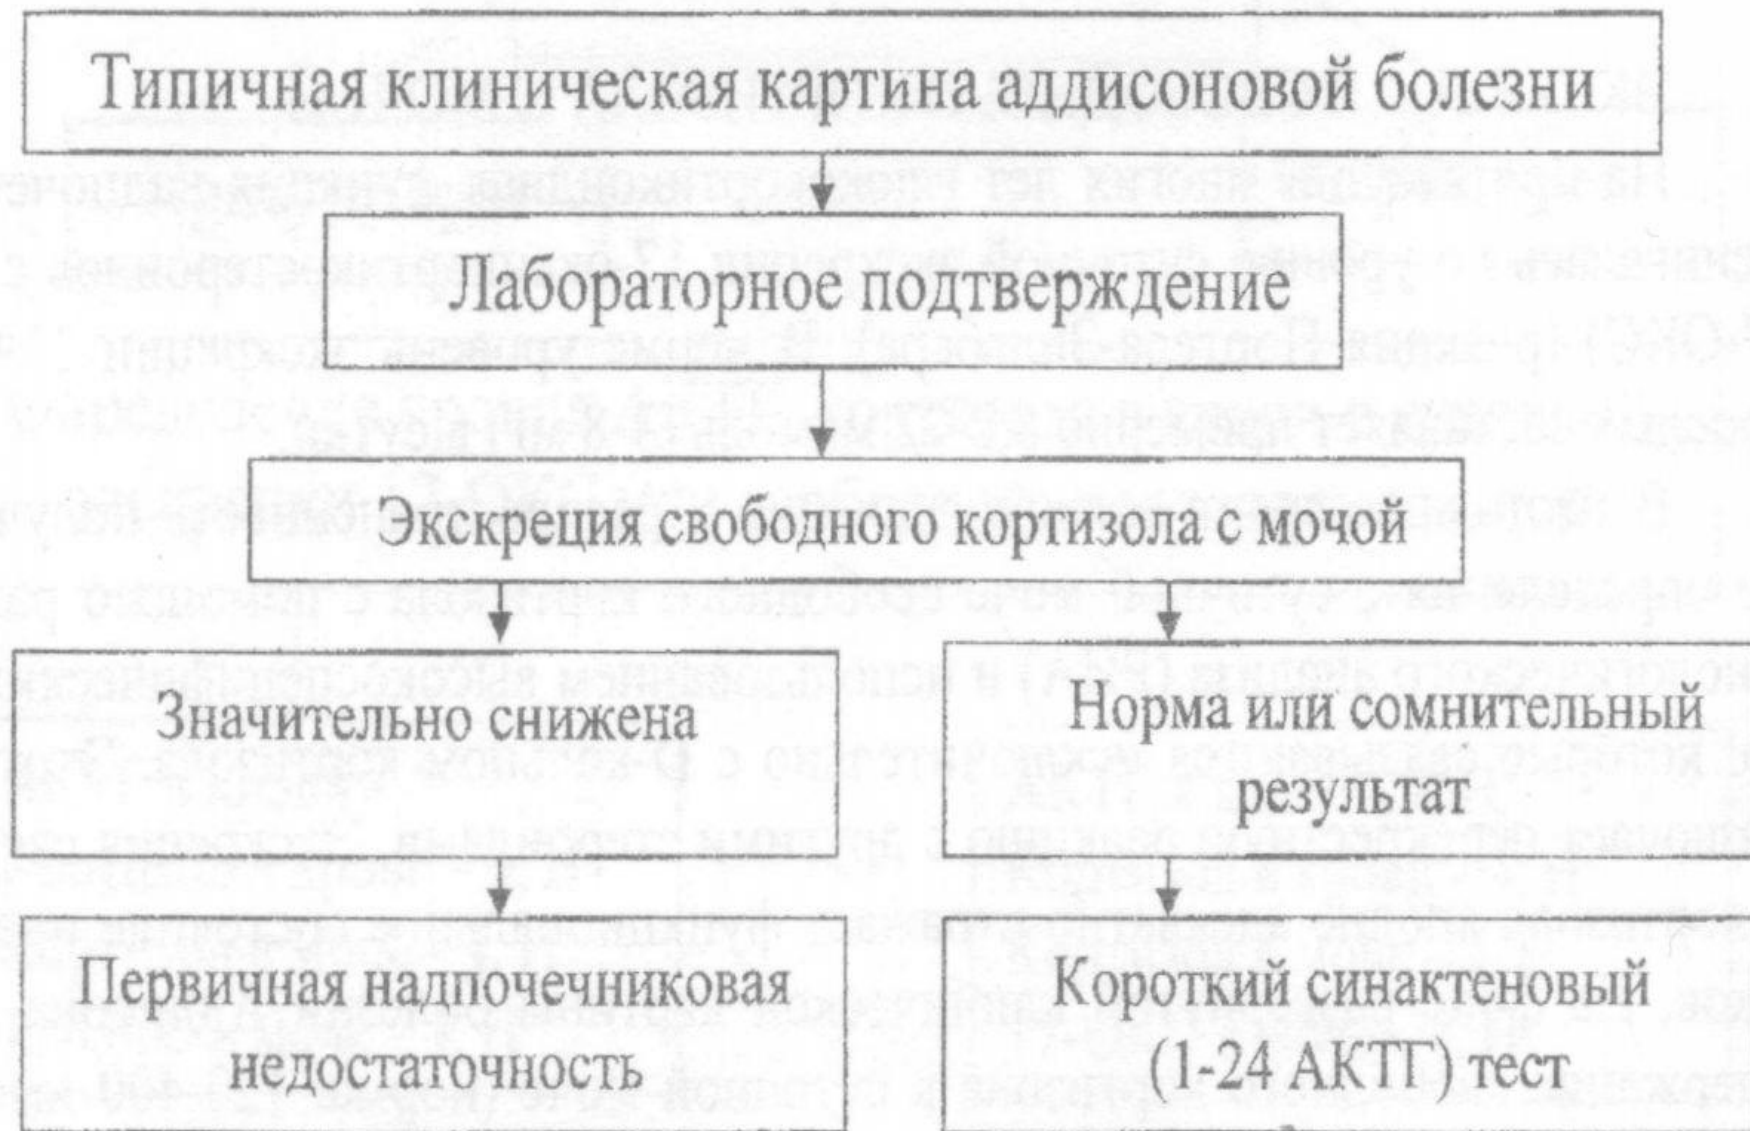 Типичная клиническая картина аддисоновой болезни
Лабораторное подтверждение
Экскреция свободного кортизола с мочой
Значительно снижена
Норма или сомнительный
результат
Первичная надпочечниковая
недостаточность
Короткий синактеновый
(1-24 АКТГ) тест